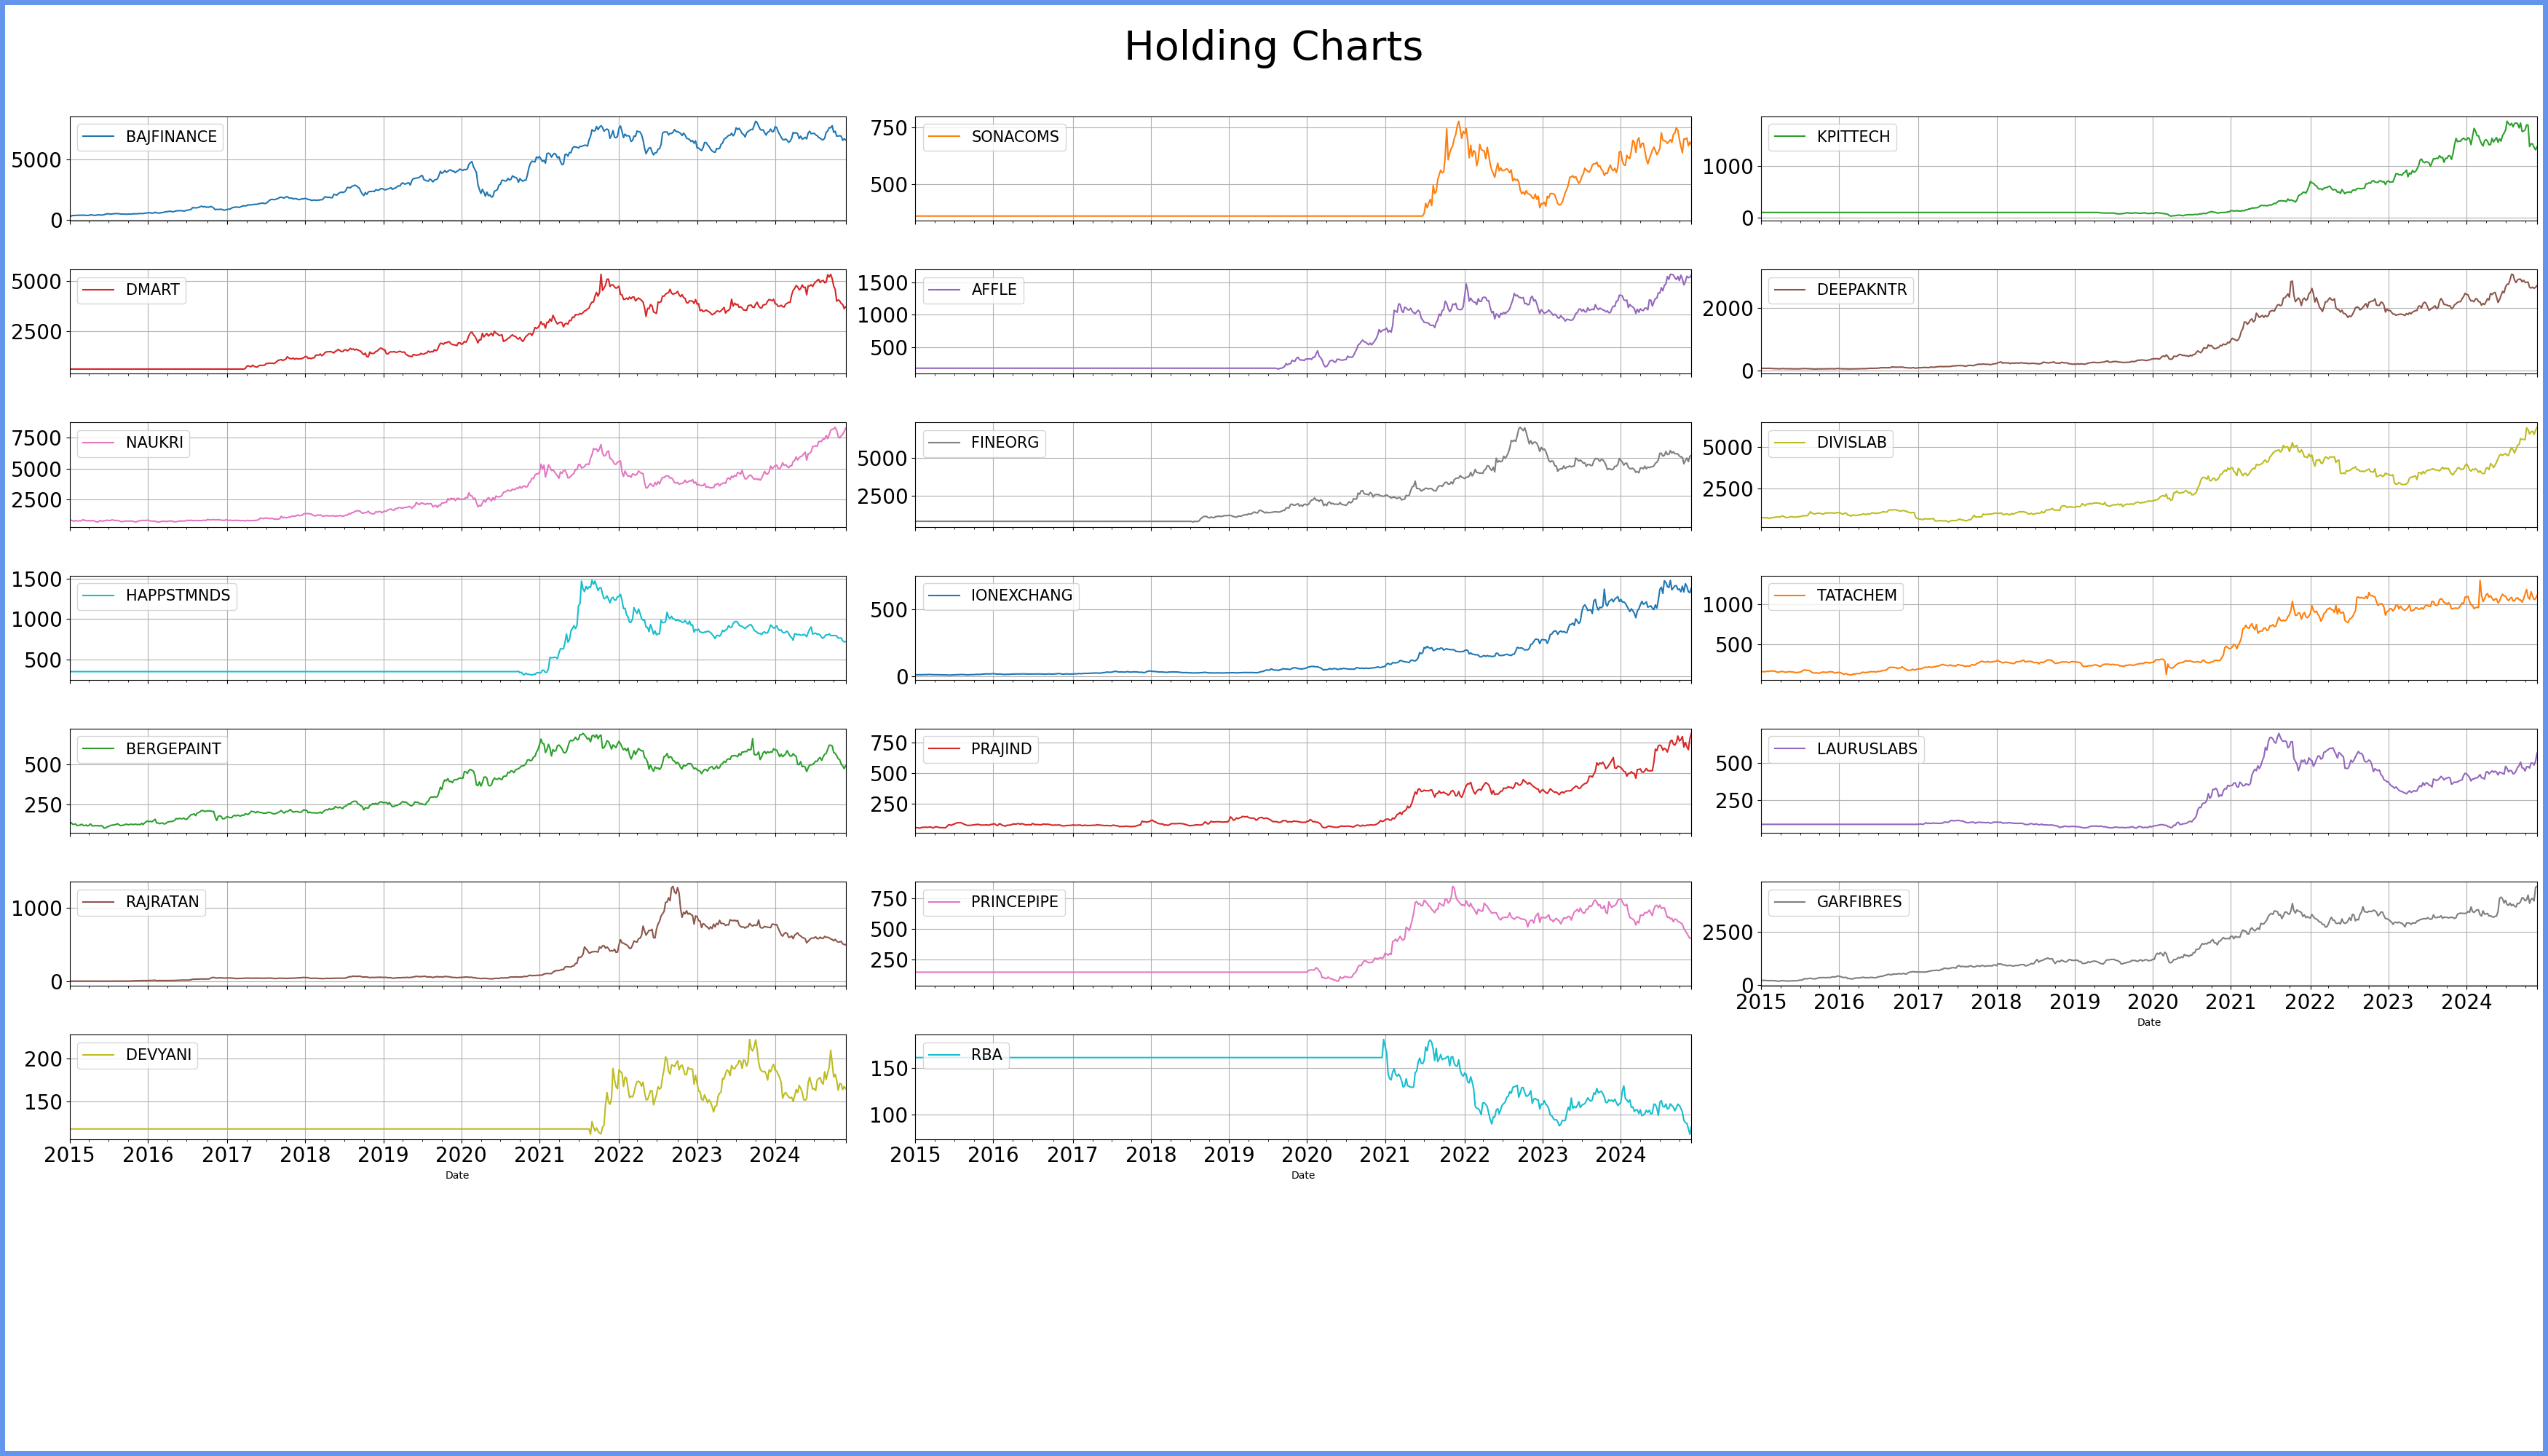 Holding Charts
BAJFINANCE
5000
0
SONACOMS
750
500
KPITTECH
1000
0
DMART
5000
2500
AFFLE
1500
1000
500
DEEPAKNTR
2000
0
NAUKRI
7500
5000
2500
FINEORG
5000
2500
DIVISLAB
5000
2500
HAPPSTMNDS
1500
1000
500
IONEXCHANG
500
0
TATACHEM
1000
500
BERGEPAINT
500
250
PRAJIND
750
500
250
LAURUSLABS
500
250
RAJRATAN
1000
0
PRINCEPIPE
750
500
250
GARFIBRES
2500
0
2015 2016 2017 2018 2019 2020 2021 2022 2023 2024
Date
DEVYANI
200
150
2015 2016 2017 2018 2019 2020 2021 2022 2023 2024
Date
RBA
150
100
2015 2016 2017 2018 2019 2020 2021 2022 2023 2024
Date